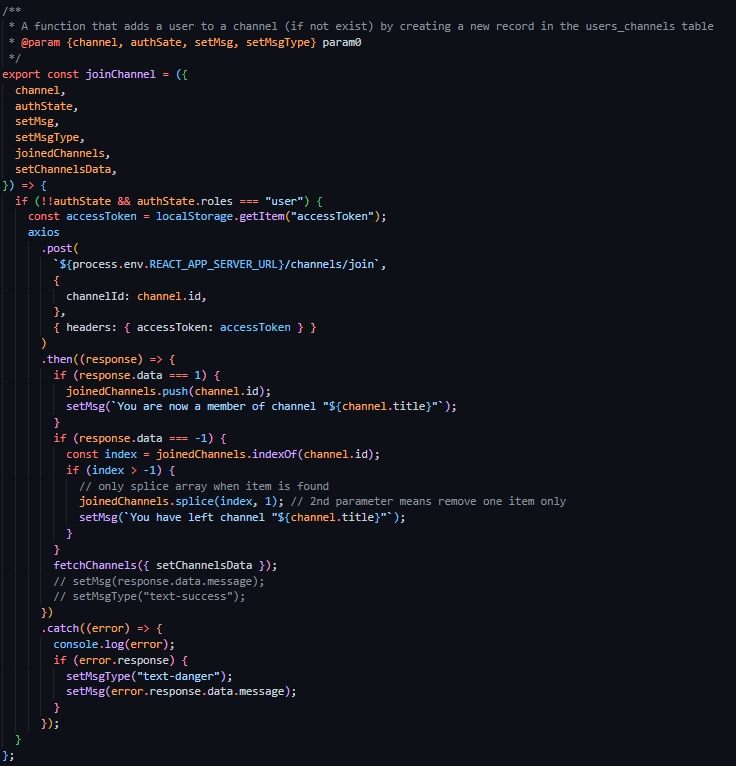 /**
 * A function that adds a user to a channel (if not exist) by creating a new record in the users_channels table
 * @param {channel, authSate, setMsg, setMsgType} param0
 */
export const joinChannel = ({
  channel,
  authState,
  setMsg,
  setMsgType,
  joinedChannels,
  setChannelsData,
}) => {
  if (!!authState && authState.roles === "user") {
    const accessToken = localStorage.getItem("accessToken");
    axios
      .post(
        `${process.env.REACT_APP_SERVER_URL}/channels/join`,
        {
          channelId: channel.id,
        },
        { headers: { accessToken: accessToken } }
      )
      .then((response) => {
        if (response.data === 1) {
          joinedChannels.push(channel.id);
          setMsg(`You are now a member of channel "${channel.title}"`);
        }
        if (response.data === -1) {
          const index = joinedChannels.indexOf(channel.id);
          if (index > -1) {
            // only splice array when item is found
            joinedChannels.splice(index, 1); // 2nd parameter means remove one item only
            setMsg(`You have left channel "${channel.title}"`);
          }
        }
        fetchChannels({ setChannelsData });
        // setMsg(response.data.message);
        // setMsgType("text-success");
      })
      .catch((error) => {
        console.log(error);
        if (error.response) {
          setMsgType("text-danger");
          setMsg(error.response.data.message);
        }
      });
  }
};